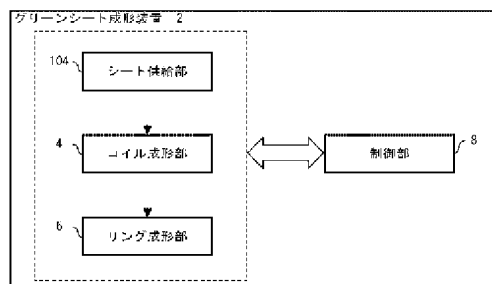 グリーンシート成形装置 2
104
シート供給部
4
コイル成形部
制御部
8
6
リング成形部